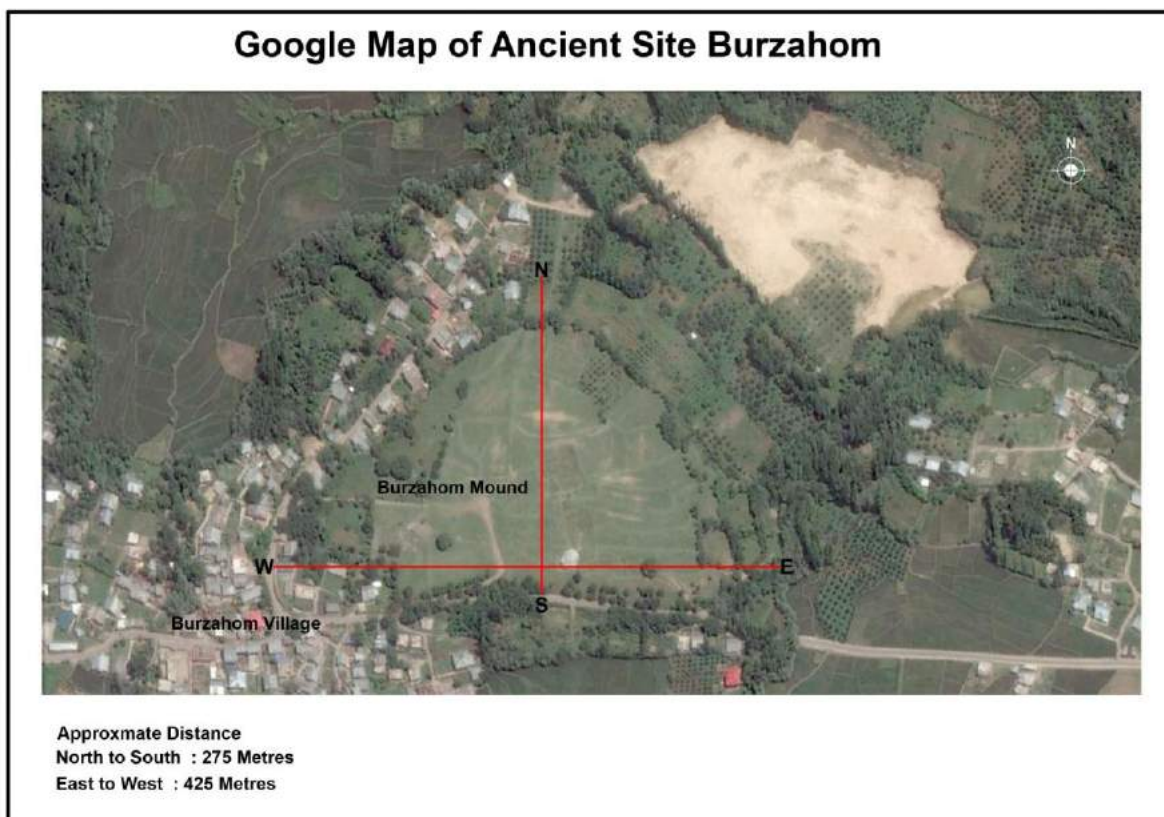 Google Map of Ancient Site Burzahom
N
N
Burzahom Mound
W
E
S
Burzahom Village
Approxmate Distance
North to South : 275 Metres
East to West : 425 Metres